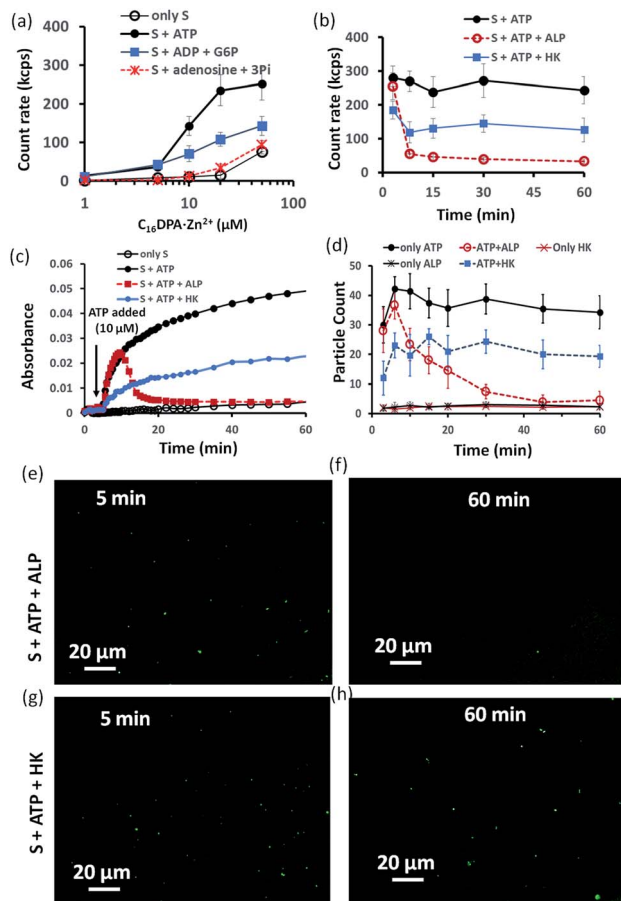 (a)
only S
S + ATP
S + ADP + G6P
S + adenosine + 3Pi
Count rate (kcps)
400
300
200
100
0
1
10
100
C₁₆DPA·Zn²⁺ (μM)
(b)
S + ATP
S + ATP + ALP
S + ATP + HK
Count rate (kcps)
500
400
300
200
100
0
0
15
30
45
60
Time (min)
(c)
only S
S + ATP
S + ATP + ALP
S + ATP + HK
ATP added
(10 μM)
Absorbance
0.06
0.05
0.04
0.03
0.02
0.01
0
0
10
20
30
40
50
60
Time (min)
(d)
only ATP
ATP+ALP
Only HK
only ALP
ATP+HK
Particle Count
60
50
40
30
20
10
0
0
20
40
60
Time (min)
(e)
5 min
S + ATP + ALP
20 μm
(f)
60 min
20 μm
(g)
5 min
S + ATP + HK
20 μm
(h)
60 min
20 μm